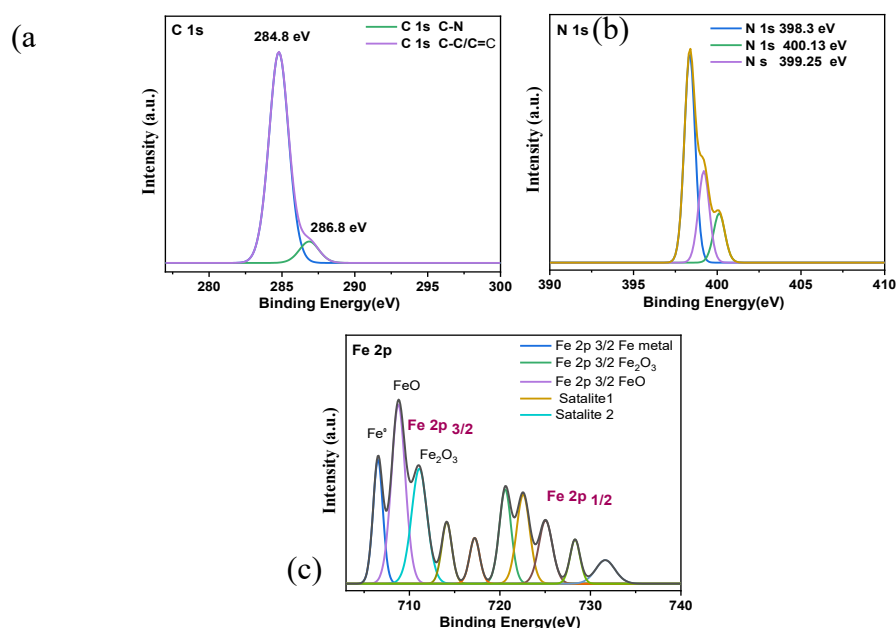 (a
C 1s
284.8 eV
C 1s C-N
C 1s C-C/C=C
286.8 eV
Intensity (a.u.)
280 285 290 295 300
Binding Energy(eV)
(b)
N 1s
N 1s 398.3 eV
N 1s 400.13 eV
N s 399.25 eV
Intensity (a.u.)
390 395 400 405 410
Binding Energy(eV)
(c)
Fe 2p
Fe 2p 3/2 Fe metal
Fe 2p 3/2 Fe₂O₃
Fe 2p 3/2 FeO
Satalite1
Satalite 2
FeO
Fe 2p 3/2
Fe°
Fe₂O₃
Fe 2p 1/2
Intensity (a.u.)
710 720 730 740
Binding Energy(eV)